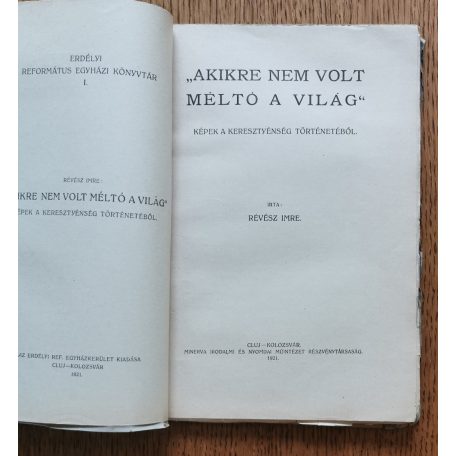 ERDÉLYI
REFORMÁTUS EGYHÁZI KÖNYVTÁR
I.
RÉVÉSZ IMRE:
IKRE NEM VOLT MÉLTÓ A VILÁG"
ÉPEK A KERESZTYÉNSÉG TÖRTÉNETÉBŐL.
AZ ERDÉLYI REF. EGYHÁZKERÜLET KIADÁSA
CLUJ—KOLOZSVÁR
1921.
„AKIKRE NEM VOLT
MÉLTÓ A VILÁG"
KÉPEK A KERESZTYÉNSÉG TÖRTÉNETÉBŐL.
IRTA:
RÉVÉSZ IMRE.
CLUJ—KOLOZSVÁR,
MINERVA IRODALMI ÉS NYOMDAI MŰINTÉZET RÉSZVÉNYTÁRSASÁG.
1921.